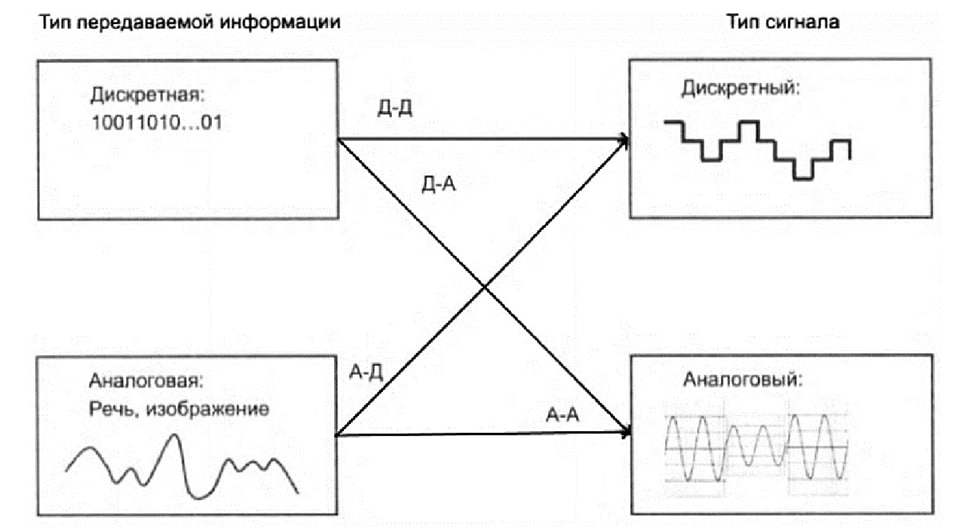 Тип передаваемой информации
Тип сигнала
Дискретная:
10011010...01
Д-Д
Д-А
Дискретный:
Аналоговая:
Речь, изображение
А-Д
А-А
Аналоговый: